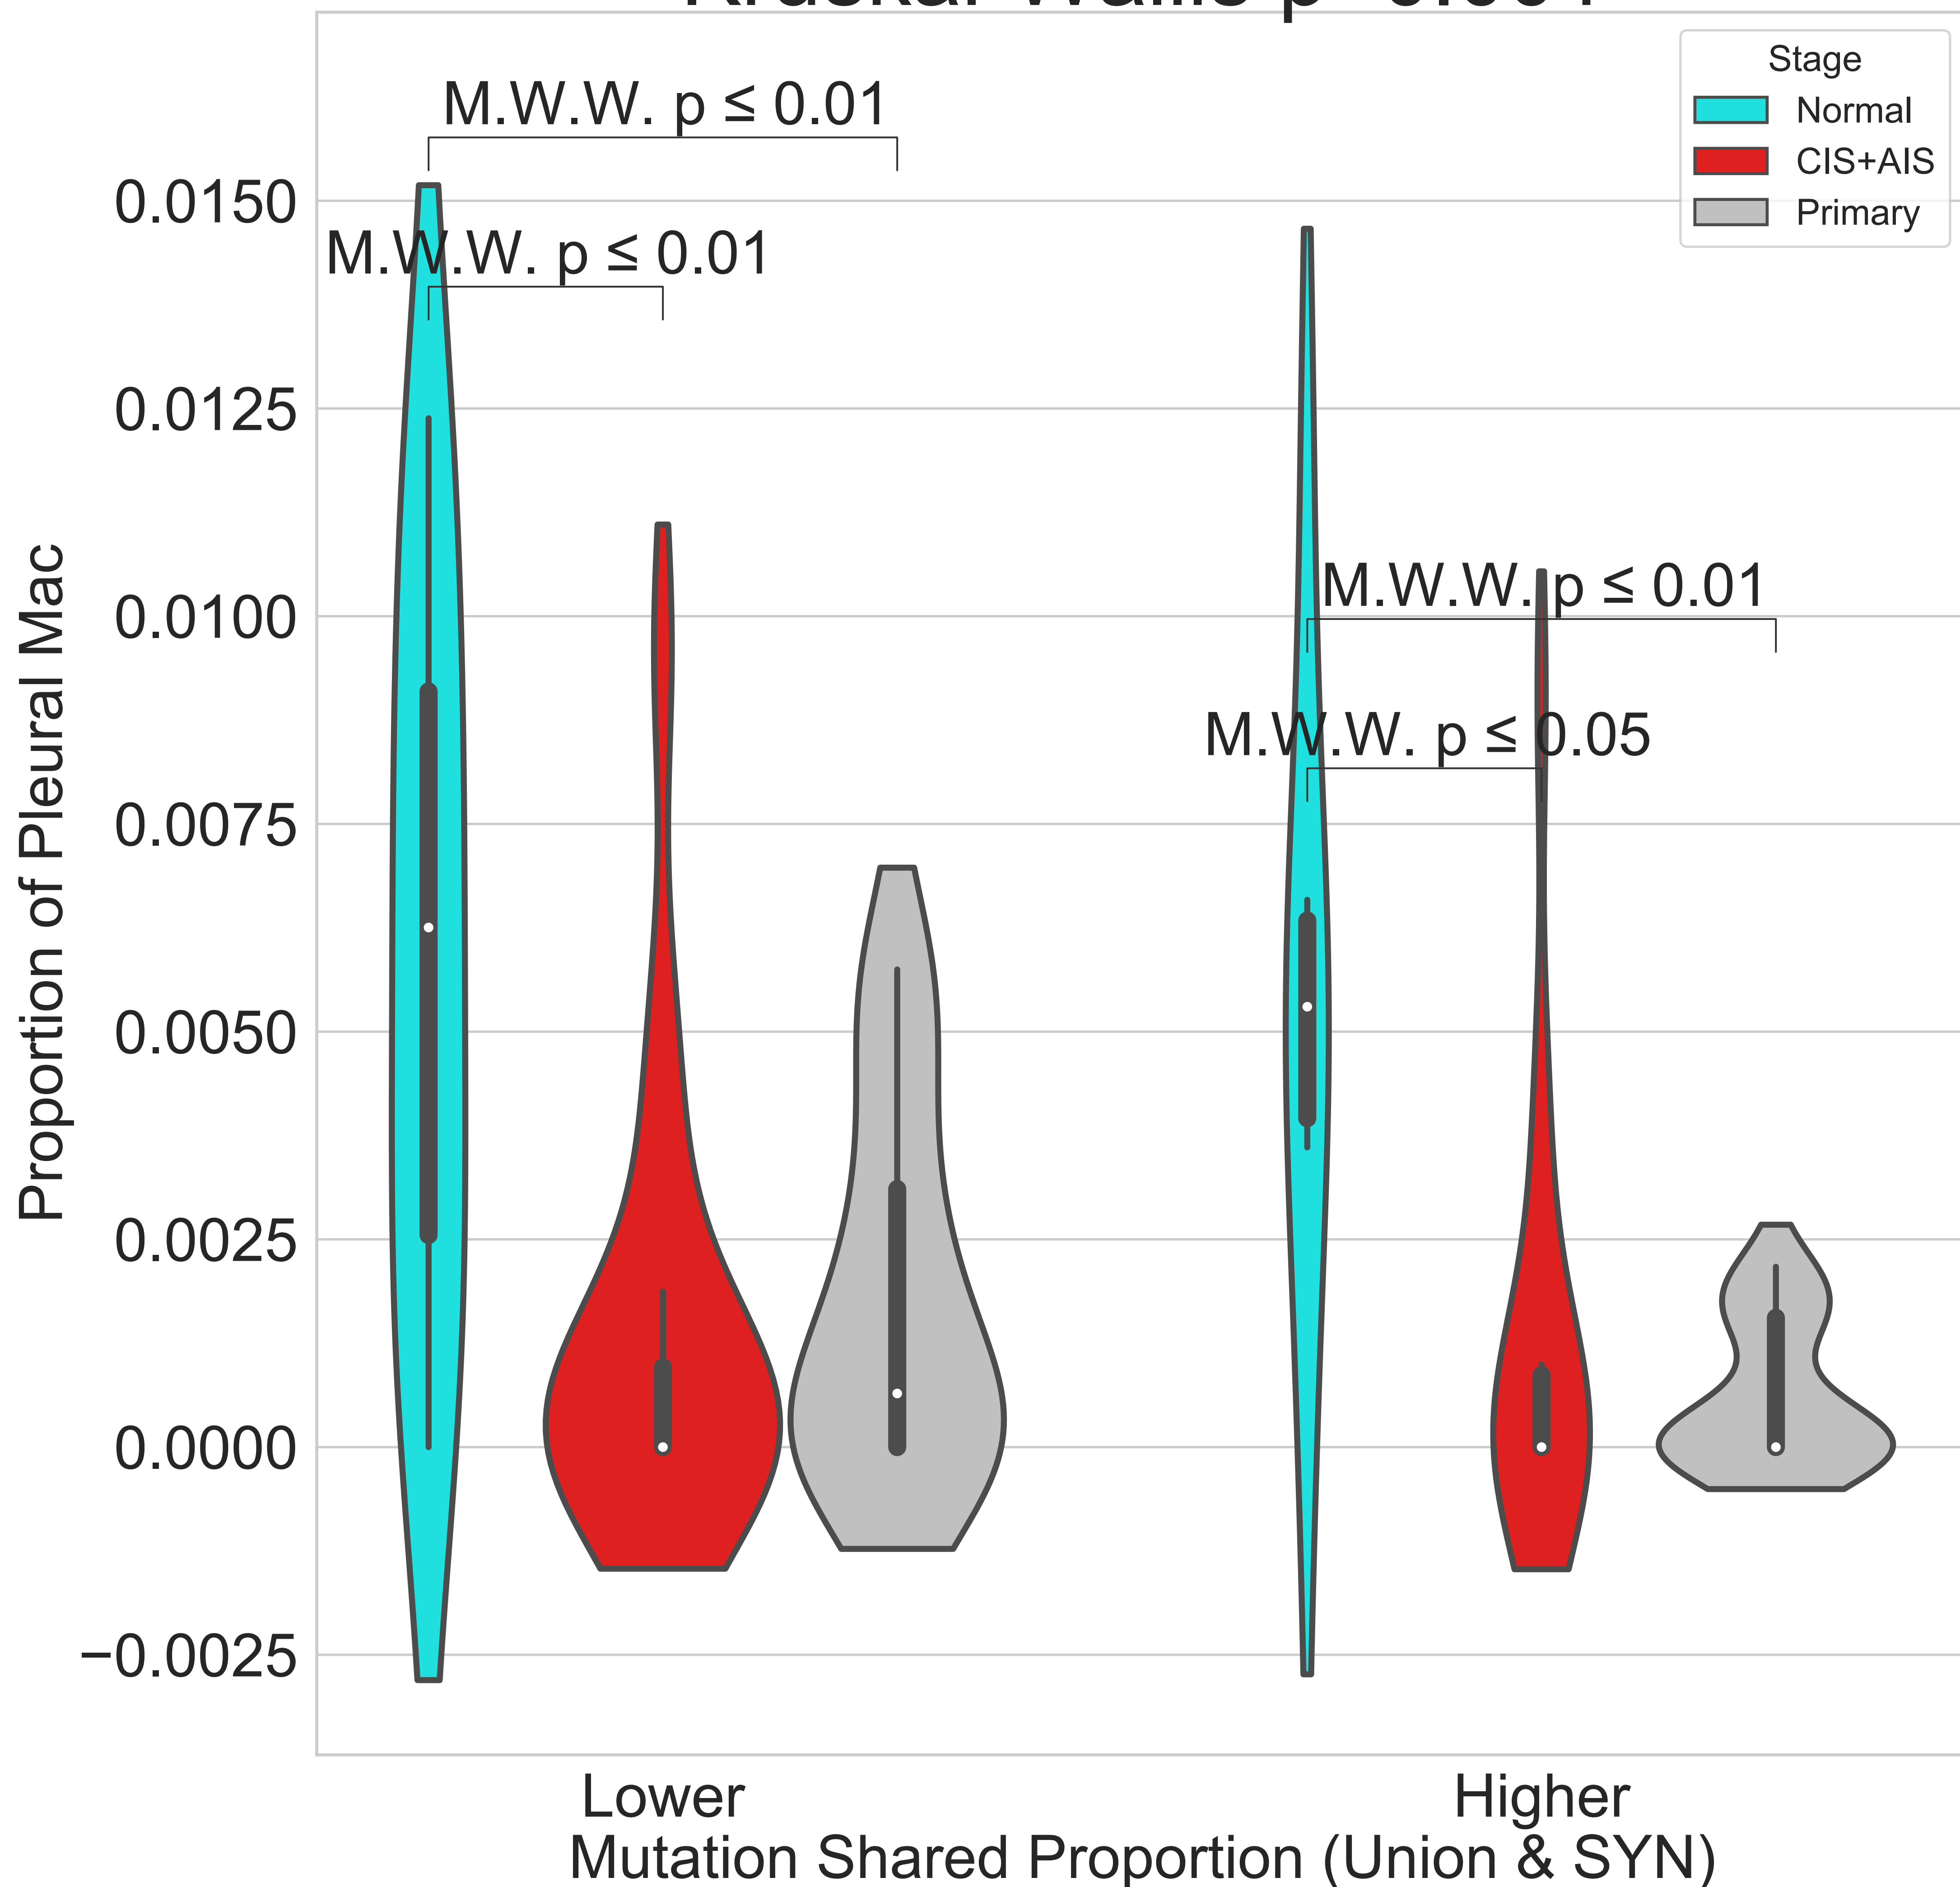 Stage
Normal
CIS+AIS
Primary
M.W.W. p ≤ 0.01
M.W.W. p ≤ 0.01
M.W.W. p ≤ 0.01
M.W.W. p ≤ 0.05
0.0150
0.0125
0.0100
0.0075
0.0050
0.0025
0.0000
−0.0025
Proportion of Pleural Mac
Lower
Higher
Mutation Shared Proportion (Union & SYN)